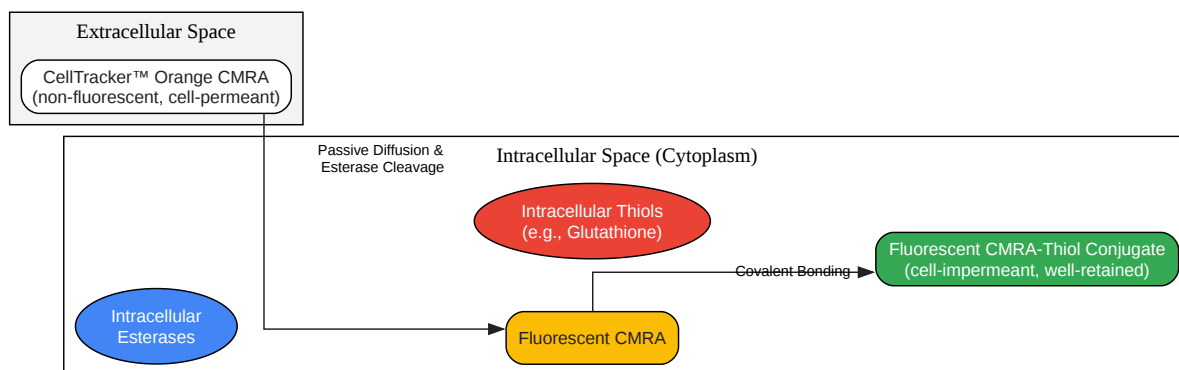 Extracellular Space
CellTracker™ Orange CMRA
(non-fluorescent, cell-permeant)
Passive Diffusion &
Esterase Cleavage
Intracellular Space (Cytoplasm)
Intracellular Thiols
(e.g., Glutathione)
Fluorescent CMRA-Thiol Conjugate
(cell-impermeant, well-retained)
Covalent Bonding
Intracellular
Esterases
Fluorescent CMRA